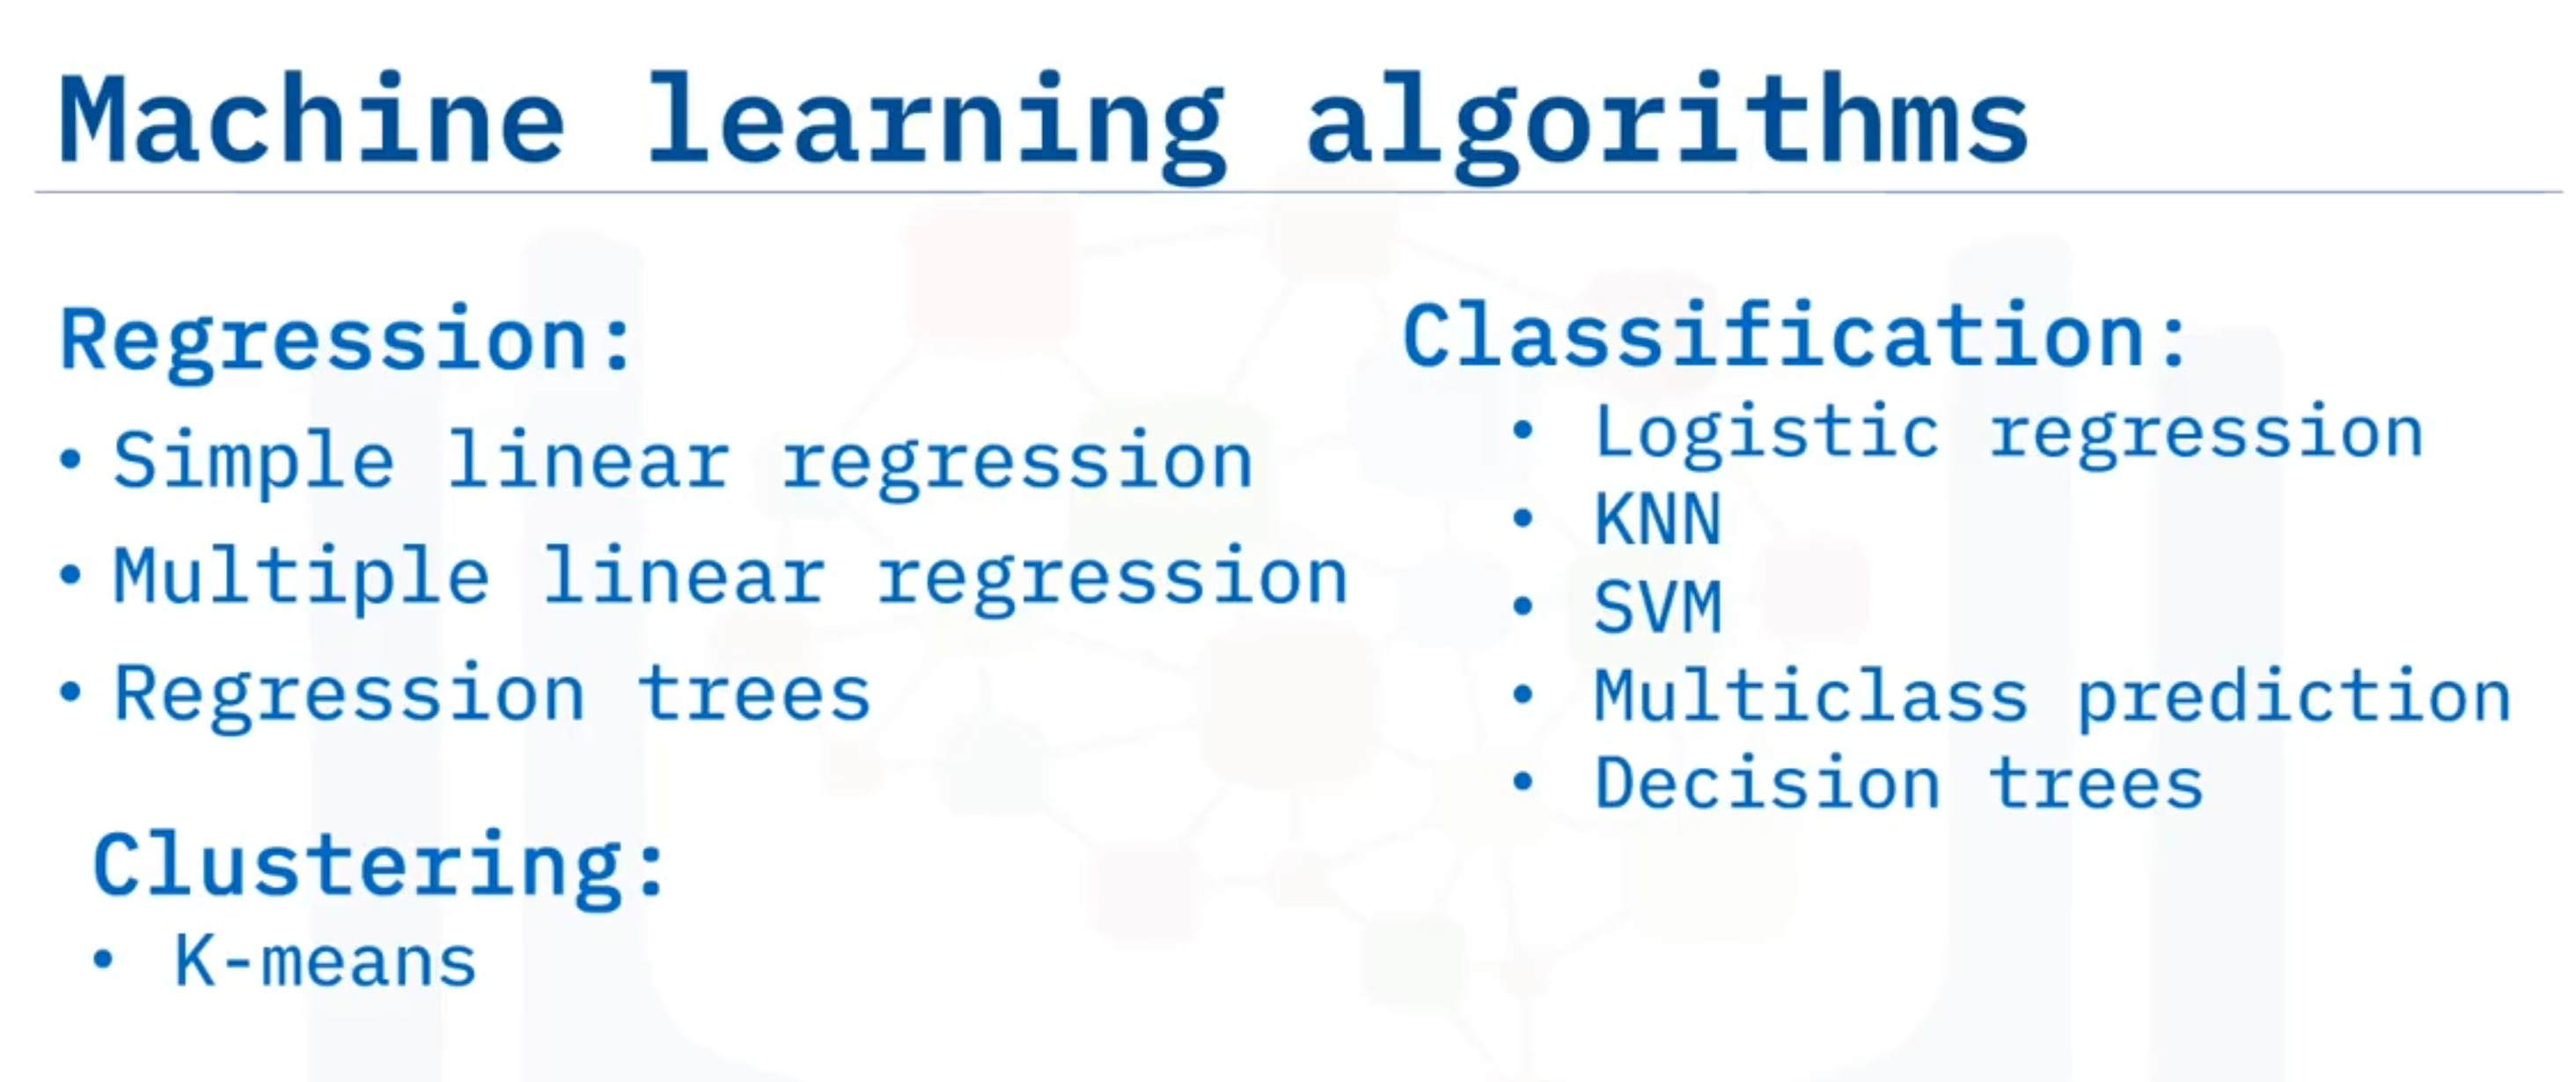 Machine learning algorithms
Regression:
• Simple linear regression
• Multiple linear regression
• Regression trees
Clustering:
• K-means
Classification:
• Logistic regression
• KNN
• SVM
• Multiclass prediction
• Decision trees